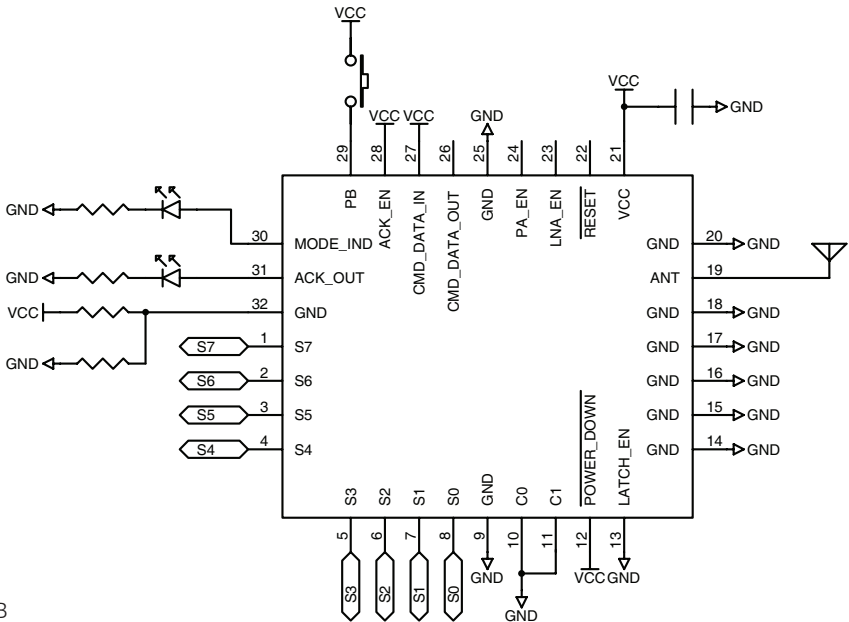 VCC
VCC VCC
GND
VCC
GND
29 28 27 26 25 24 23 22 21
PB ACK_EN CMD_DATA_IN CMD_DATA_OUT GND PA_EN LNA_EN RESET VCC
GND
30 MODE_IND
GND 20 GND
GND
31 ACK_OUT
ANT 19
VCC
32 GND
GND 18 GND
S7 1 S7
GND 17 GND
GND
S6 2 S6
GND 16 GND
S5 3 S5
GND 15 GND
S4 4 S4
GND 14 GND
S3 S2 S1 S0 GND C0 C1 POWER_DOWN LATCH_EN
5 6 7 8 9 10 11 12 13
S3 S2 S1 S0
GND
VCC GND
GND
B